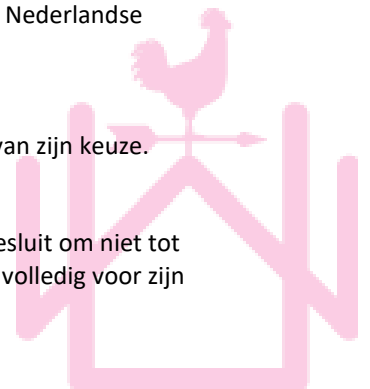 Nederlandse
van zijn keuze.
esluit om niet tot
volledig voor zijn